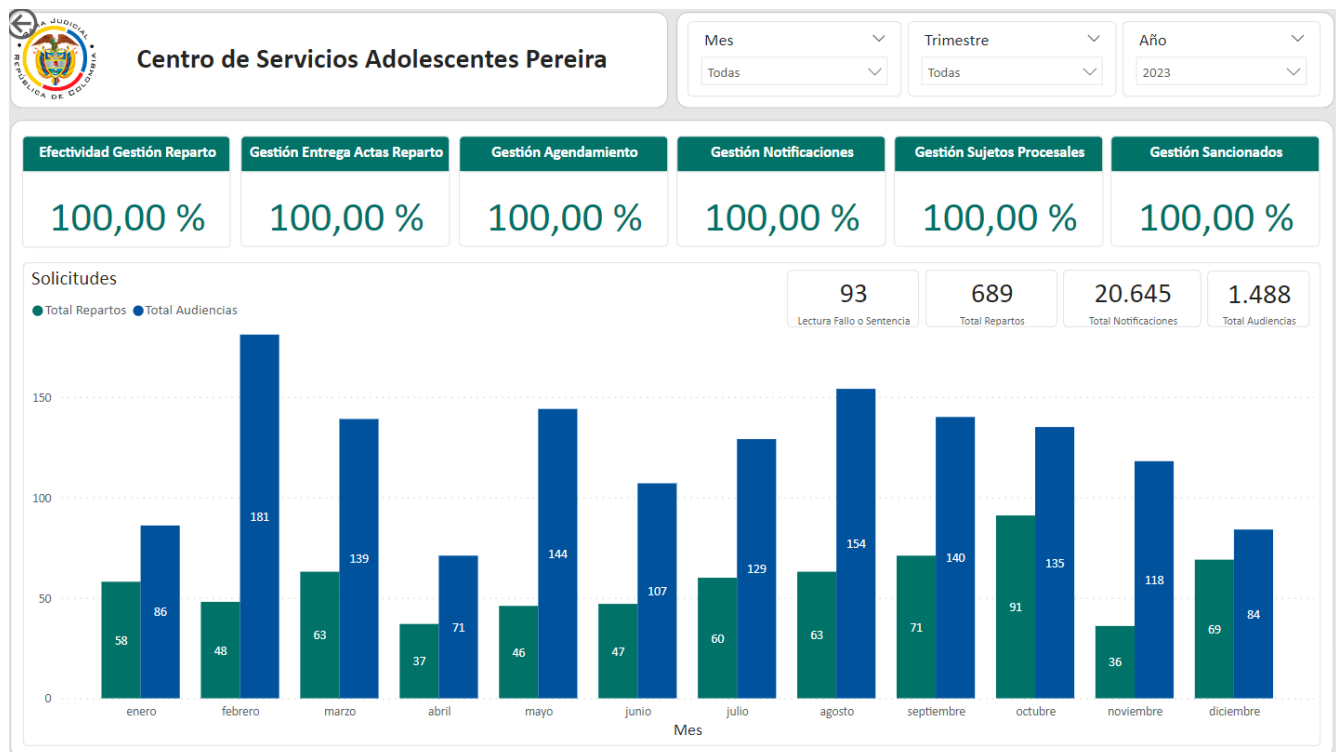 RAMA JUDICIAL
REPÚBLICA DE COLOMBIA
Centro de Servicios Adolescentes Pereira
Mes
Todas
Trimestre
Todas
Año
2023
Efectividad Gestión Reparto
100,00 %
Gestión Entrega Actas Reparto
100,00 %
Gestión Agendamiento
100,00 %
Gestión Notificaciones
100,00 %
Gestión Sujetos Procesales
100,00 %
Gestión Sancionados
100,00 %
Solicitudes
Total Repartos Total Audiencias
93
Lectura Fallo o Sentencia
689
Total Repartos
20.645
Total Notificaciones
1.488
Total Audiencias
150
100
50
0
58 86
48 181
63 139
37 71
46 144
47 107
60 129
63 154
71 140
91 135
36 118
69 84
enero febrero marzo abril mayo junio julio agosto septiembre octubre noviembre diciembre
Mes